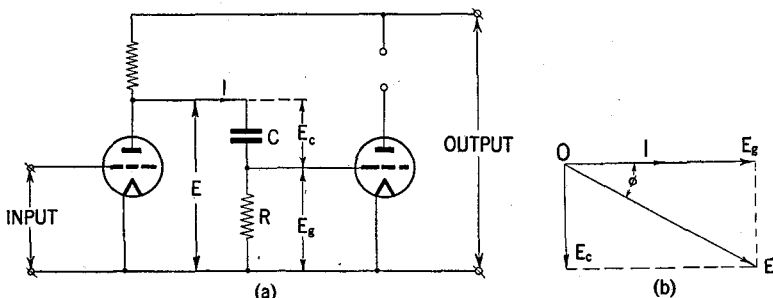 I
C
E_c
E
R
E_g
INPUT
OUTPUT
(a)
O I E_g
ø
E_c
E
(b)